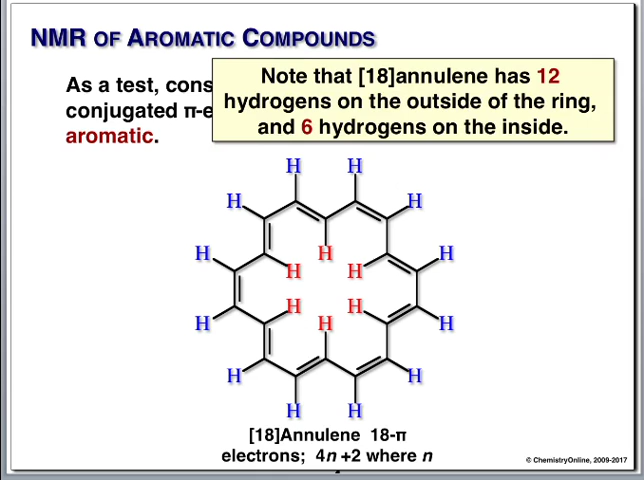 NMR OF AROMATIC COMPOUNDS
As a test, cons
conjugated π-e
aromatic.
Note that [18]annulene has 12
hydrogens on the outside of the ring,
and 6 hydrogens on the inside.
H H
H H
H H
H
H H
H H
H
H H
H H
H H
[18]Annulene 18-π
electrons; 4n+2 where n
© ChemistryOnline, 2009-2017